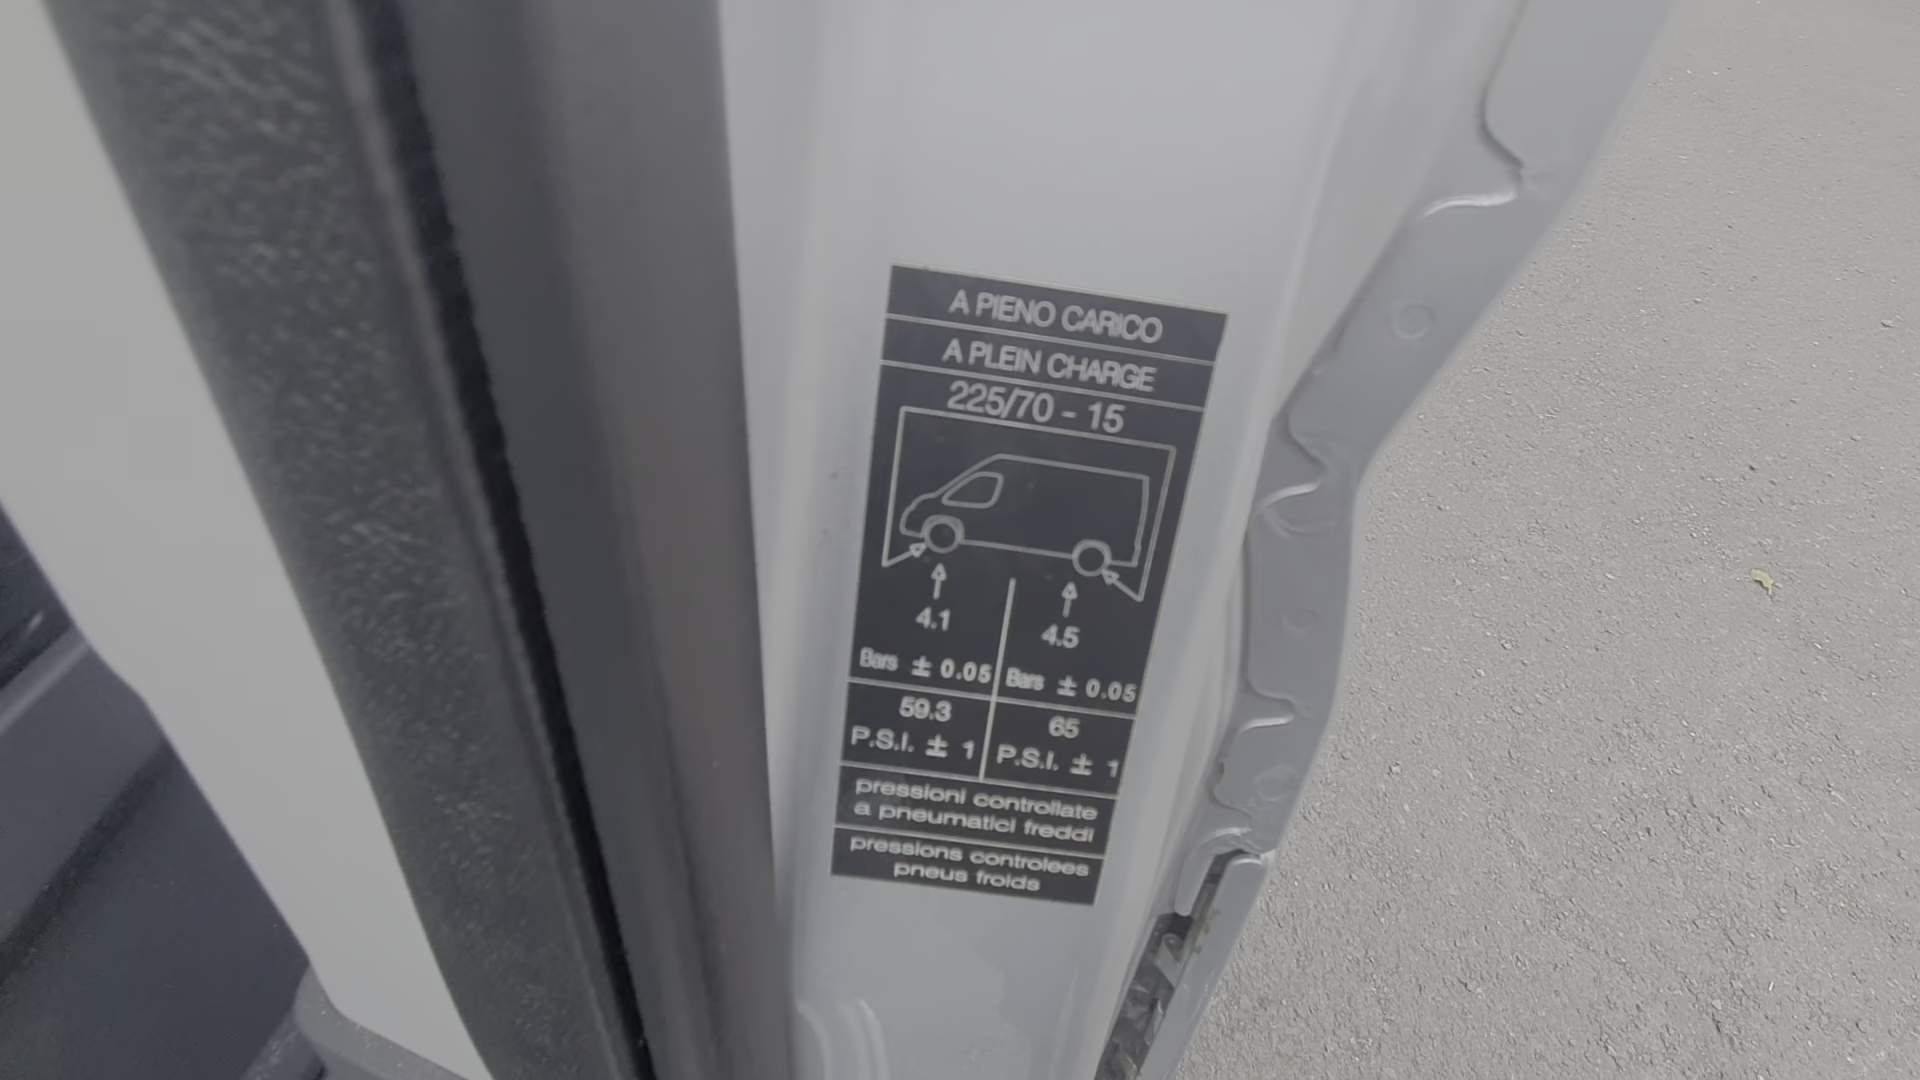 A PIENO CARICO
A PLEIN CHARGE
225/70 - 15
4.1 4.5
Bars ± 0.05 Bars ± 0.05
59.3 65
P.S.I. ± 1 P.S.I. ± 1
pressioni controllate
a pneumatici freddi
pressions controlees
pneus froids